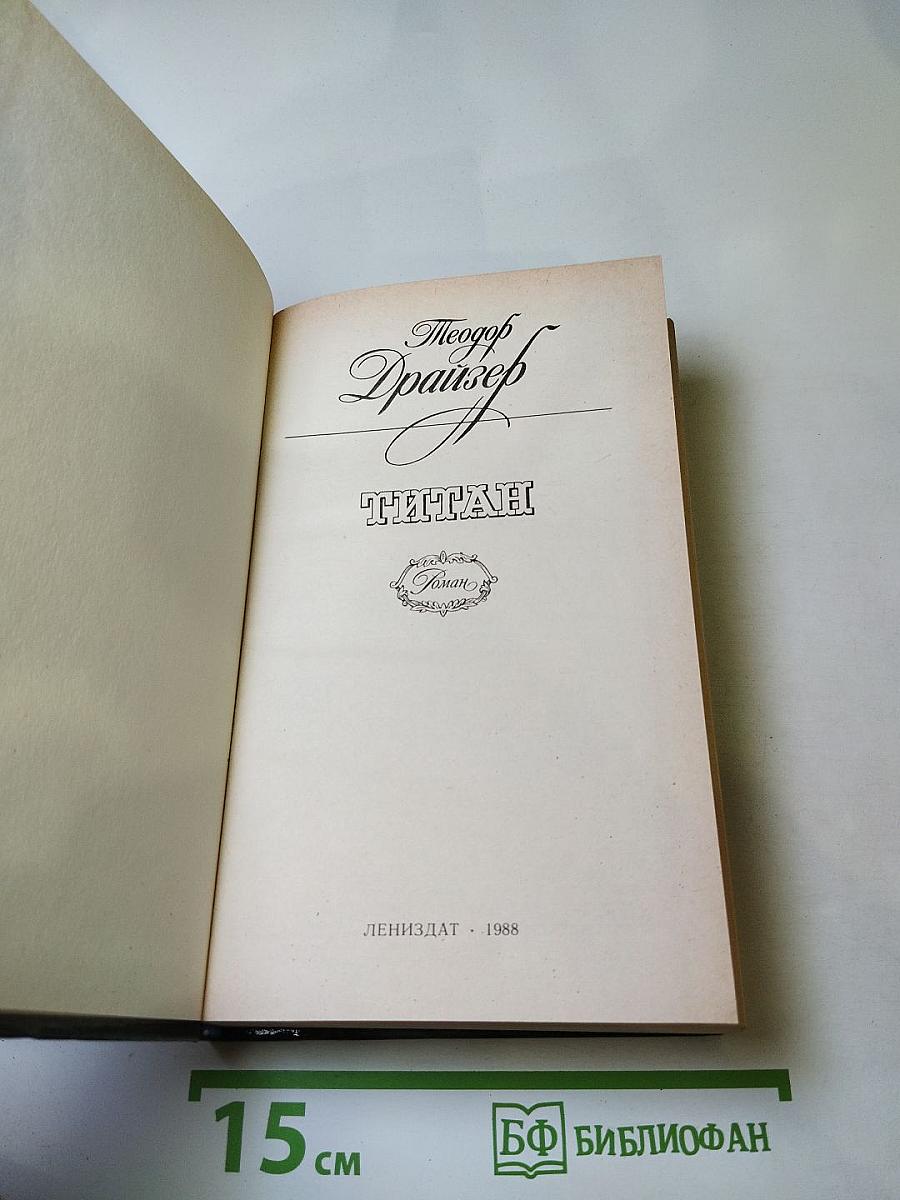 Теодор
Драйзер
ТИТАН
Роман
ЛЕНИЗДАТ · 1988
15 см
БФ БИБЛИОФАН